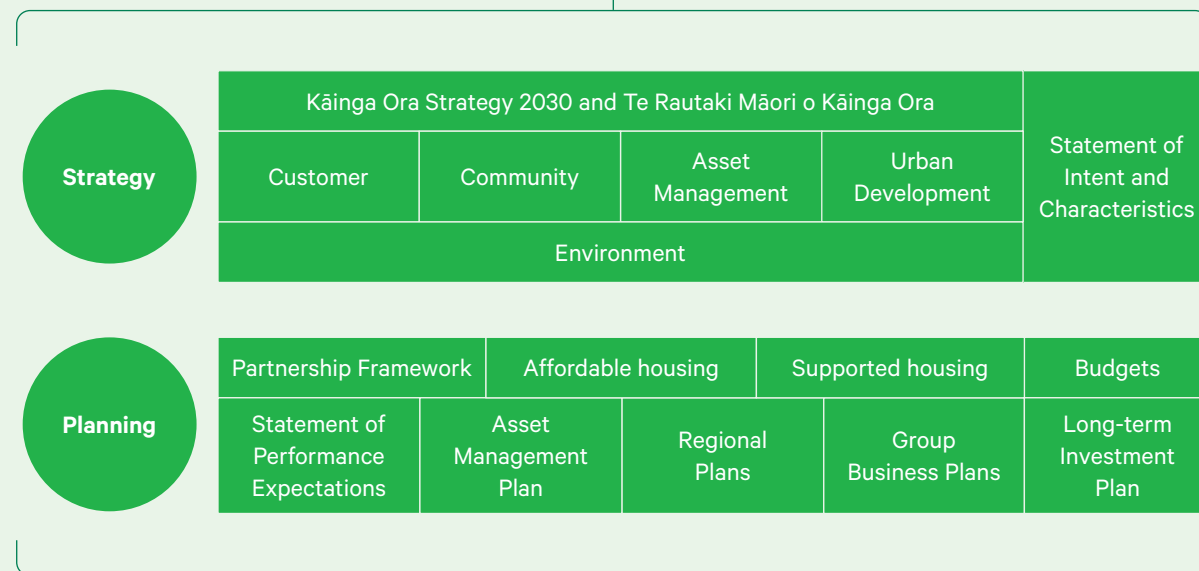 Strategy
Kāinga Ora Strategy 2030 and Te Rautaki Māori o Kāinga Ora
Customer
Community
Asset
Management
Urban
Development
Environment
Statement of
Intent and
Characteristics
Planning
Partnership Framework
Affordable housing
Supported housing
Budgets
Statement of
Performance
Expectations
Asset
Management
Plan
Regional
Plans
Group
Business Plans
Long-term
Investment
Plan